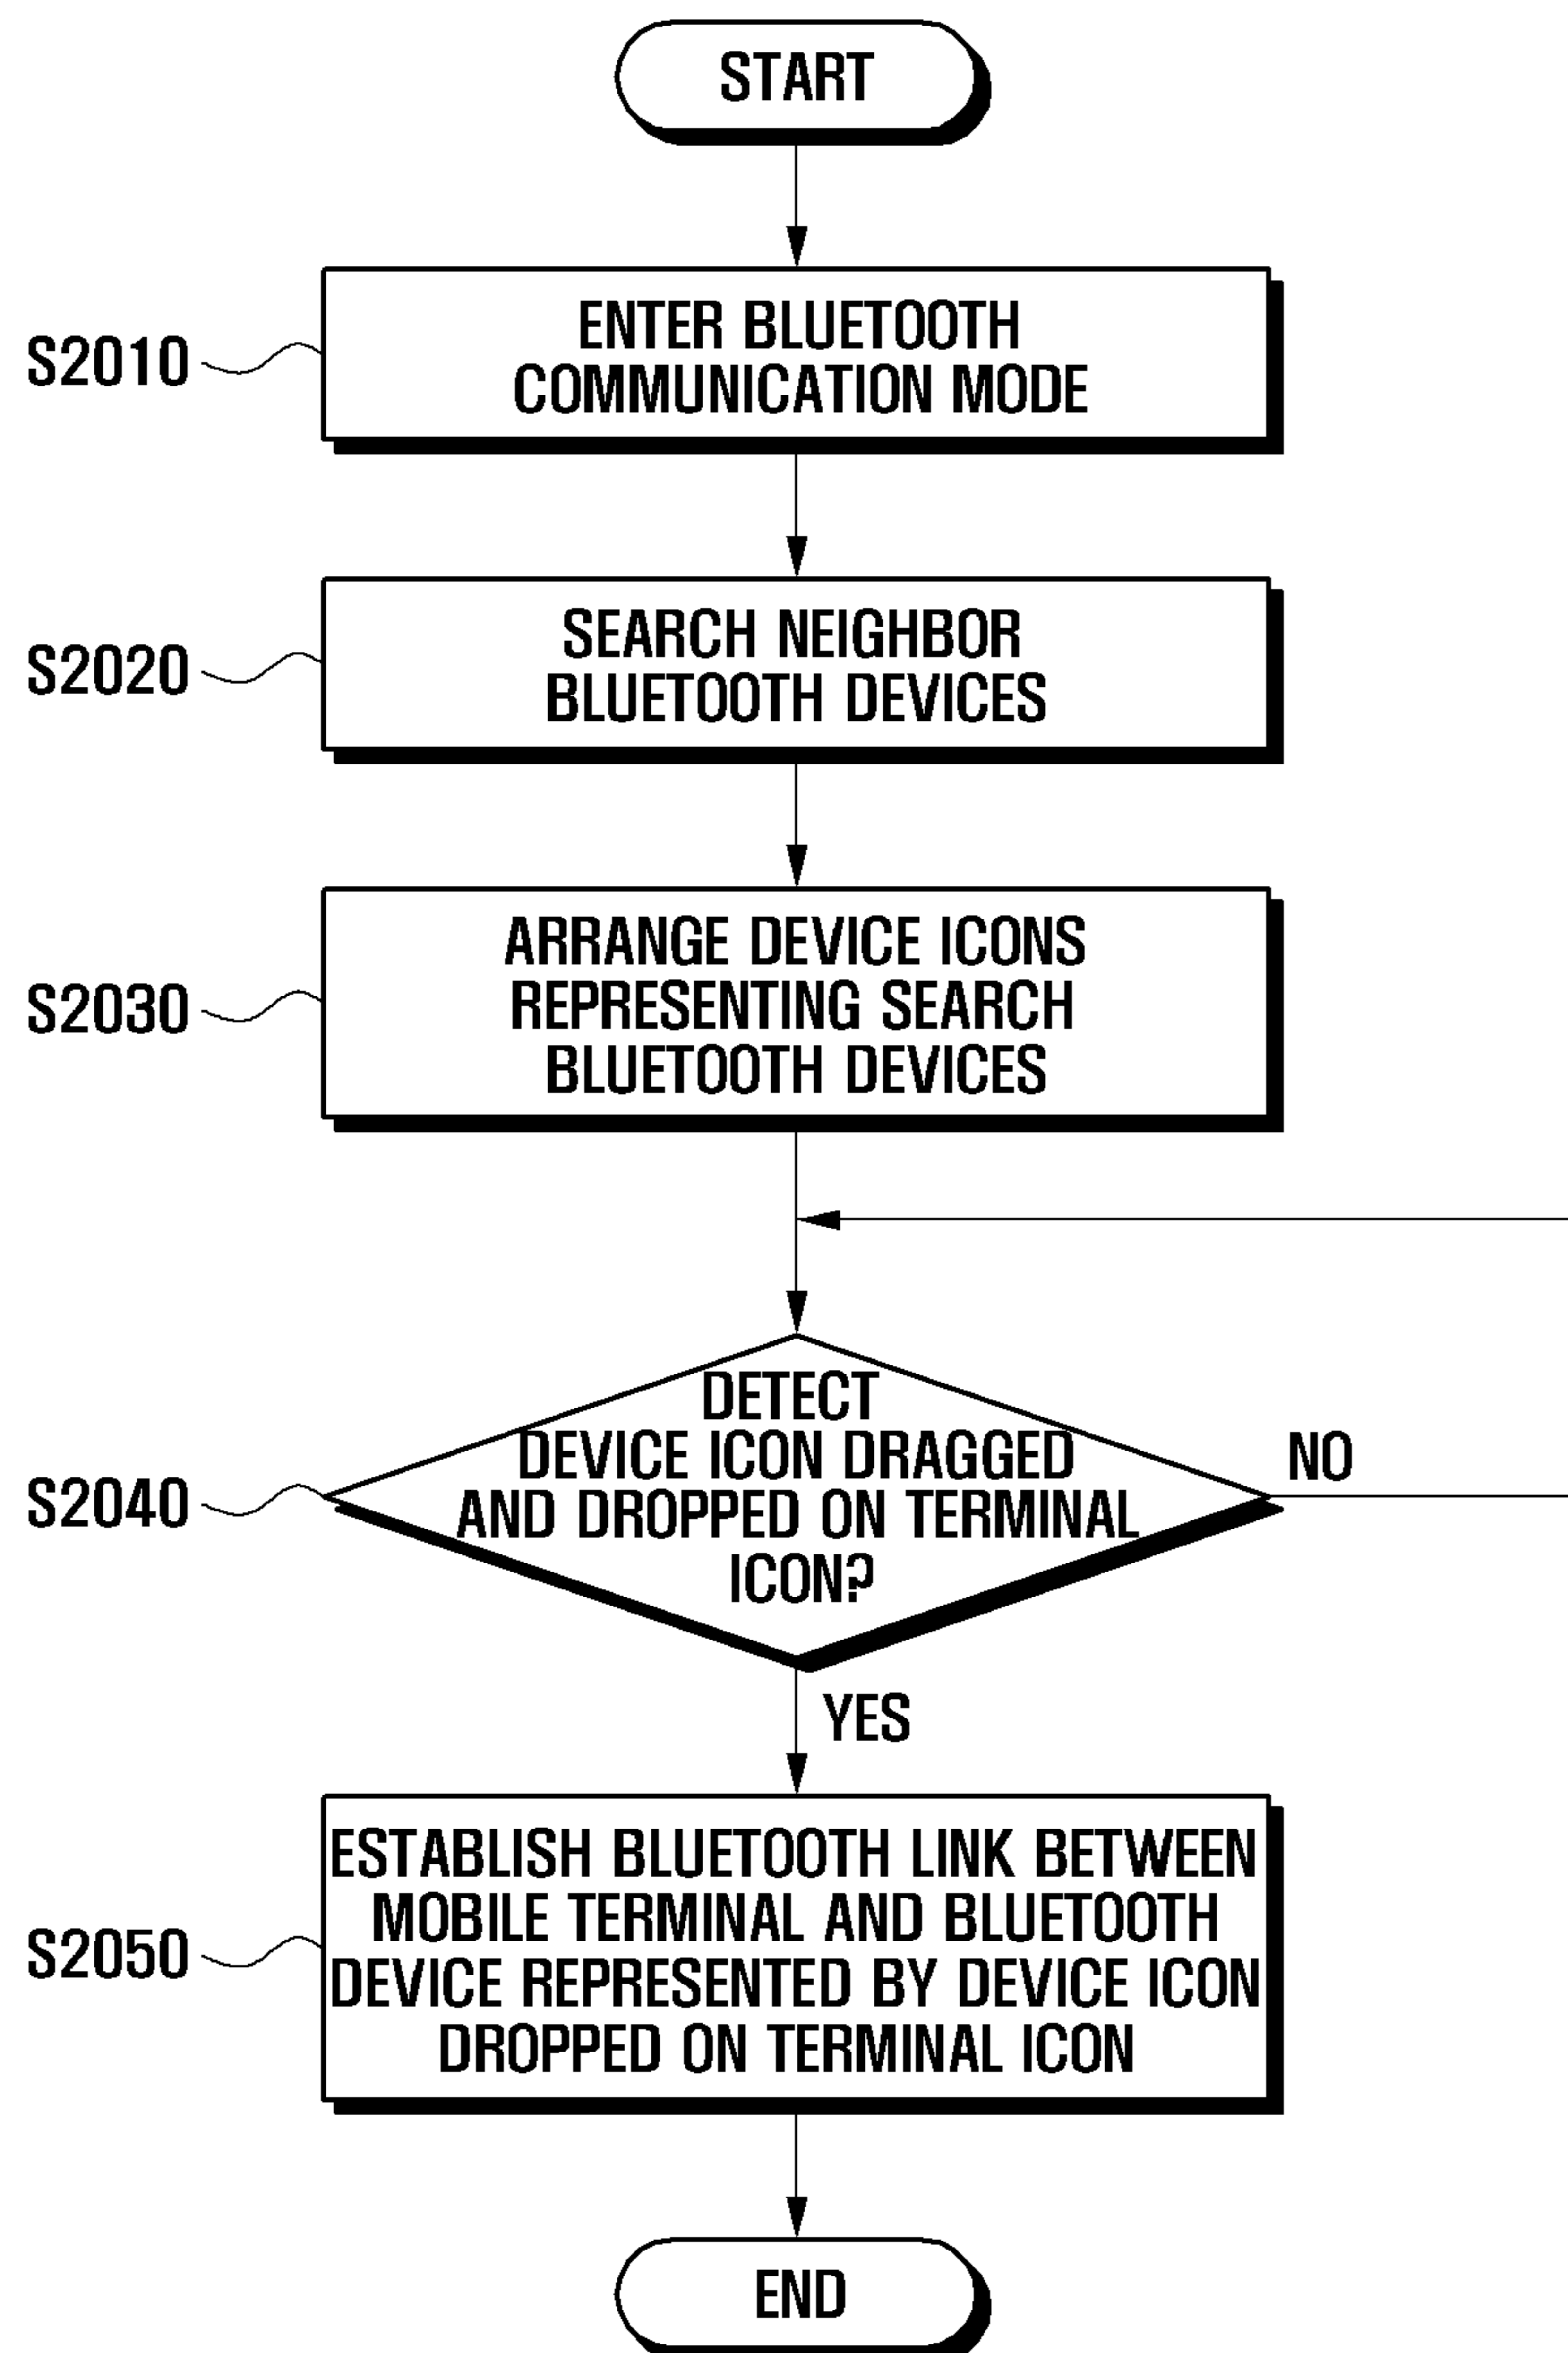 START
S2010
ENTER BLUETOOTH
COMMUNICATION MODE
S2020
SEARCH NEIGHBOR
BLUETOOTH DEVICES
S2030
ARRANGE DEVICE ICONS
REPRESENTING SEARCH
BLUETOOTH DEVICES
S2040
DETECT
DEVICE ICON DRAGGED
AND DROPPED ON TERMINAL
ICON?
NO
YES
S2050
ESTABLISH BLUETOOTH LINK BETWEEN
MOBILE TERMINAL AND BLUETOOTH
DEVICE REPRESENTED BY DEVICE ICON
DROPPED ON TERMINAL ICON
END